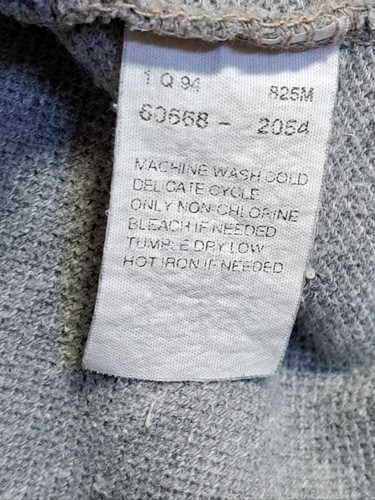 1 Q 94 825M
60668 - 2054
MACHINE WASH COLD
DELICATE CYCLE
ONLY NON-CHLORINE
BLEACH IF NEEDED
TUMBLE DRY LOW
HOT IRON IF NEEDED